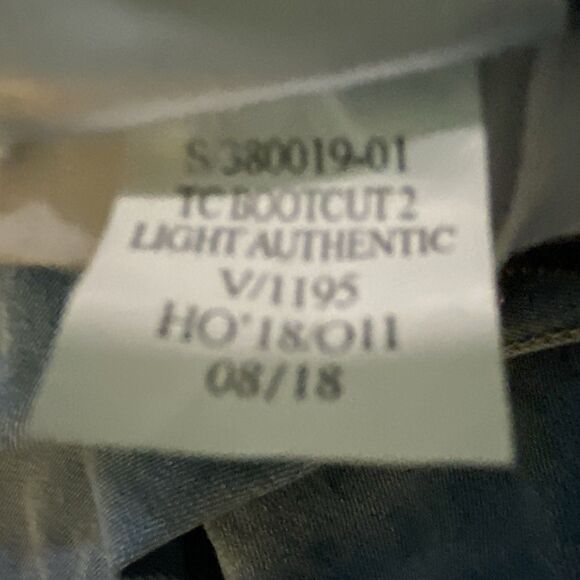 S/380019-01
TC BOOTCUT 2
LIGHT AUTHENTIC
V/1195
HO'18/O11
08/18